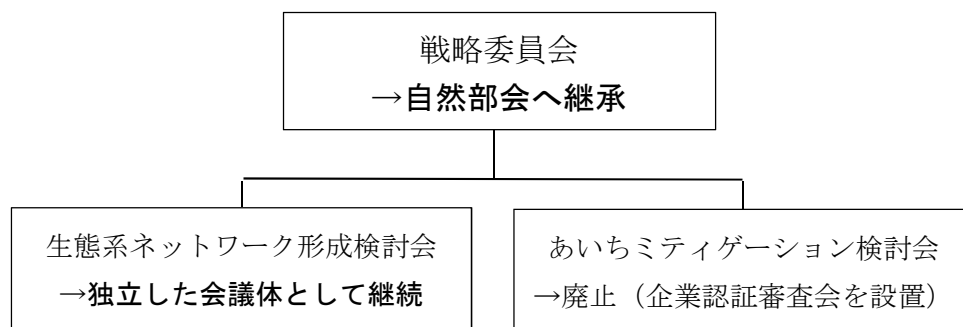 戦略委員会
→自然部会へ継承
生態系ネットワーク形成検討会
→独立した会議体として継続
あいちミティゲーション検討会
→廃止（企業認証審査会を設置）